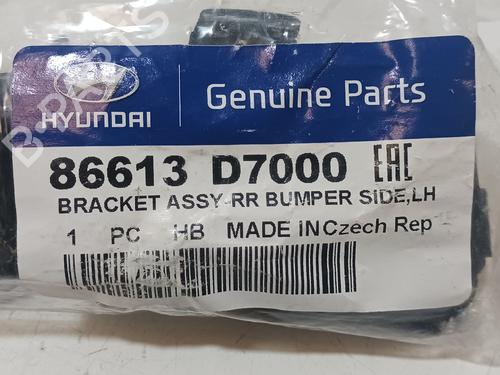 HYUNDAI
Genuine Parts
86613 D7000 EAC
BRACKET ASSY-RR BUMPER SIDE,LH
1 PC HB MADE IN Czech Rep
B-PARTS